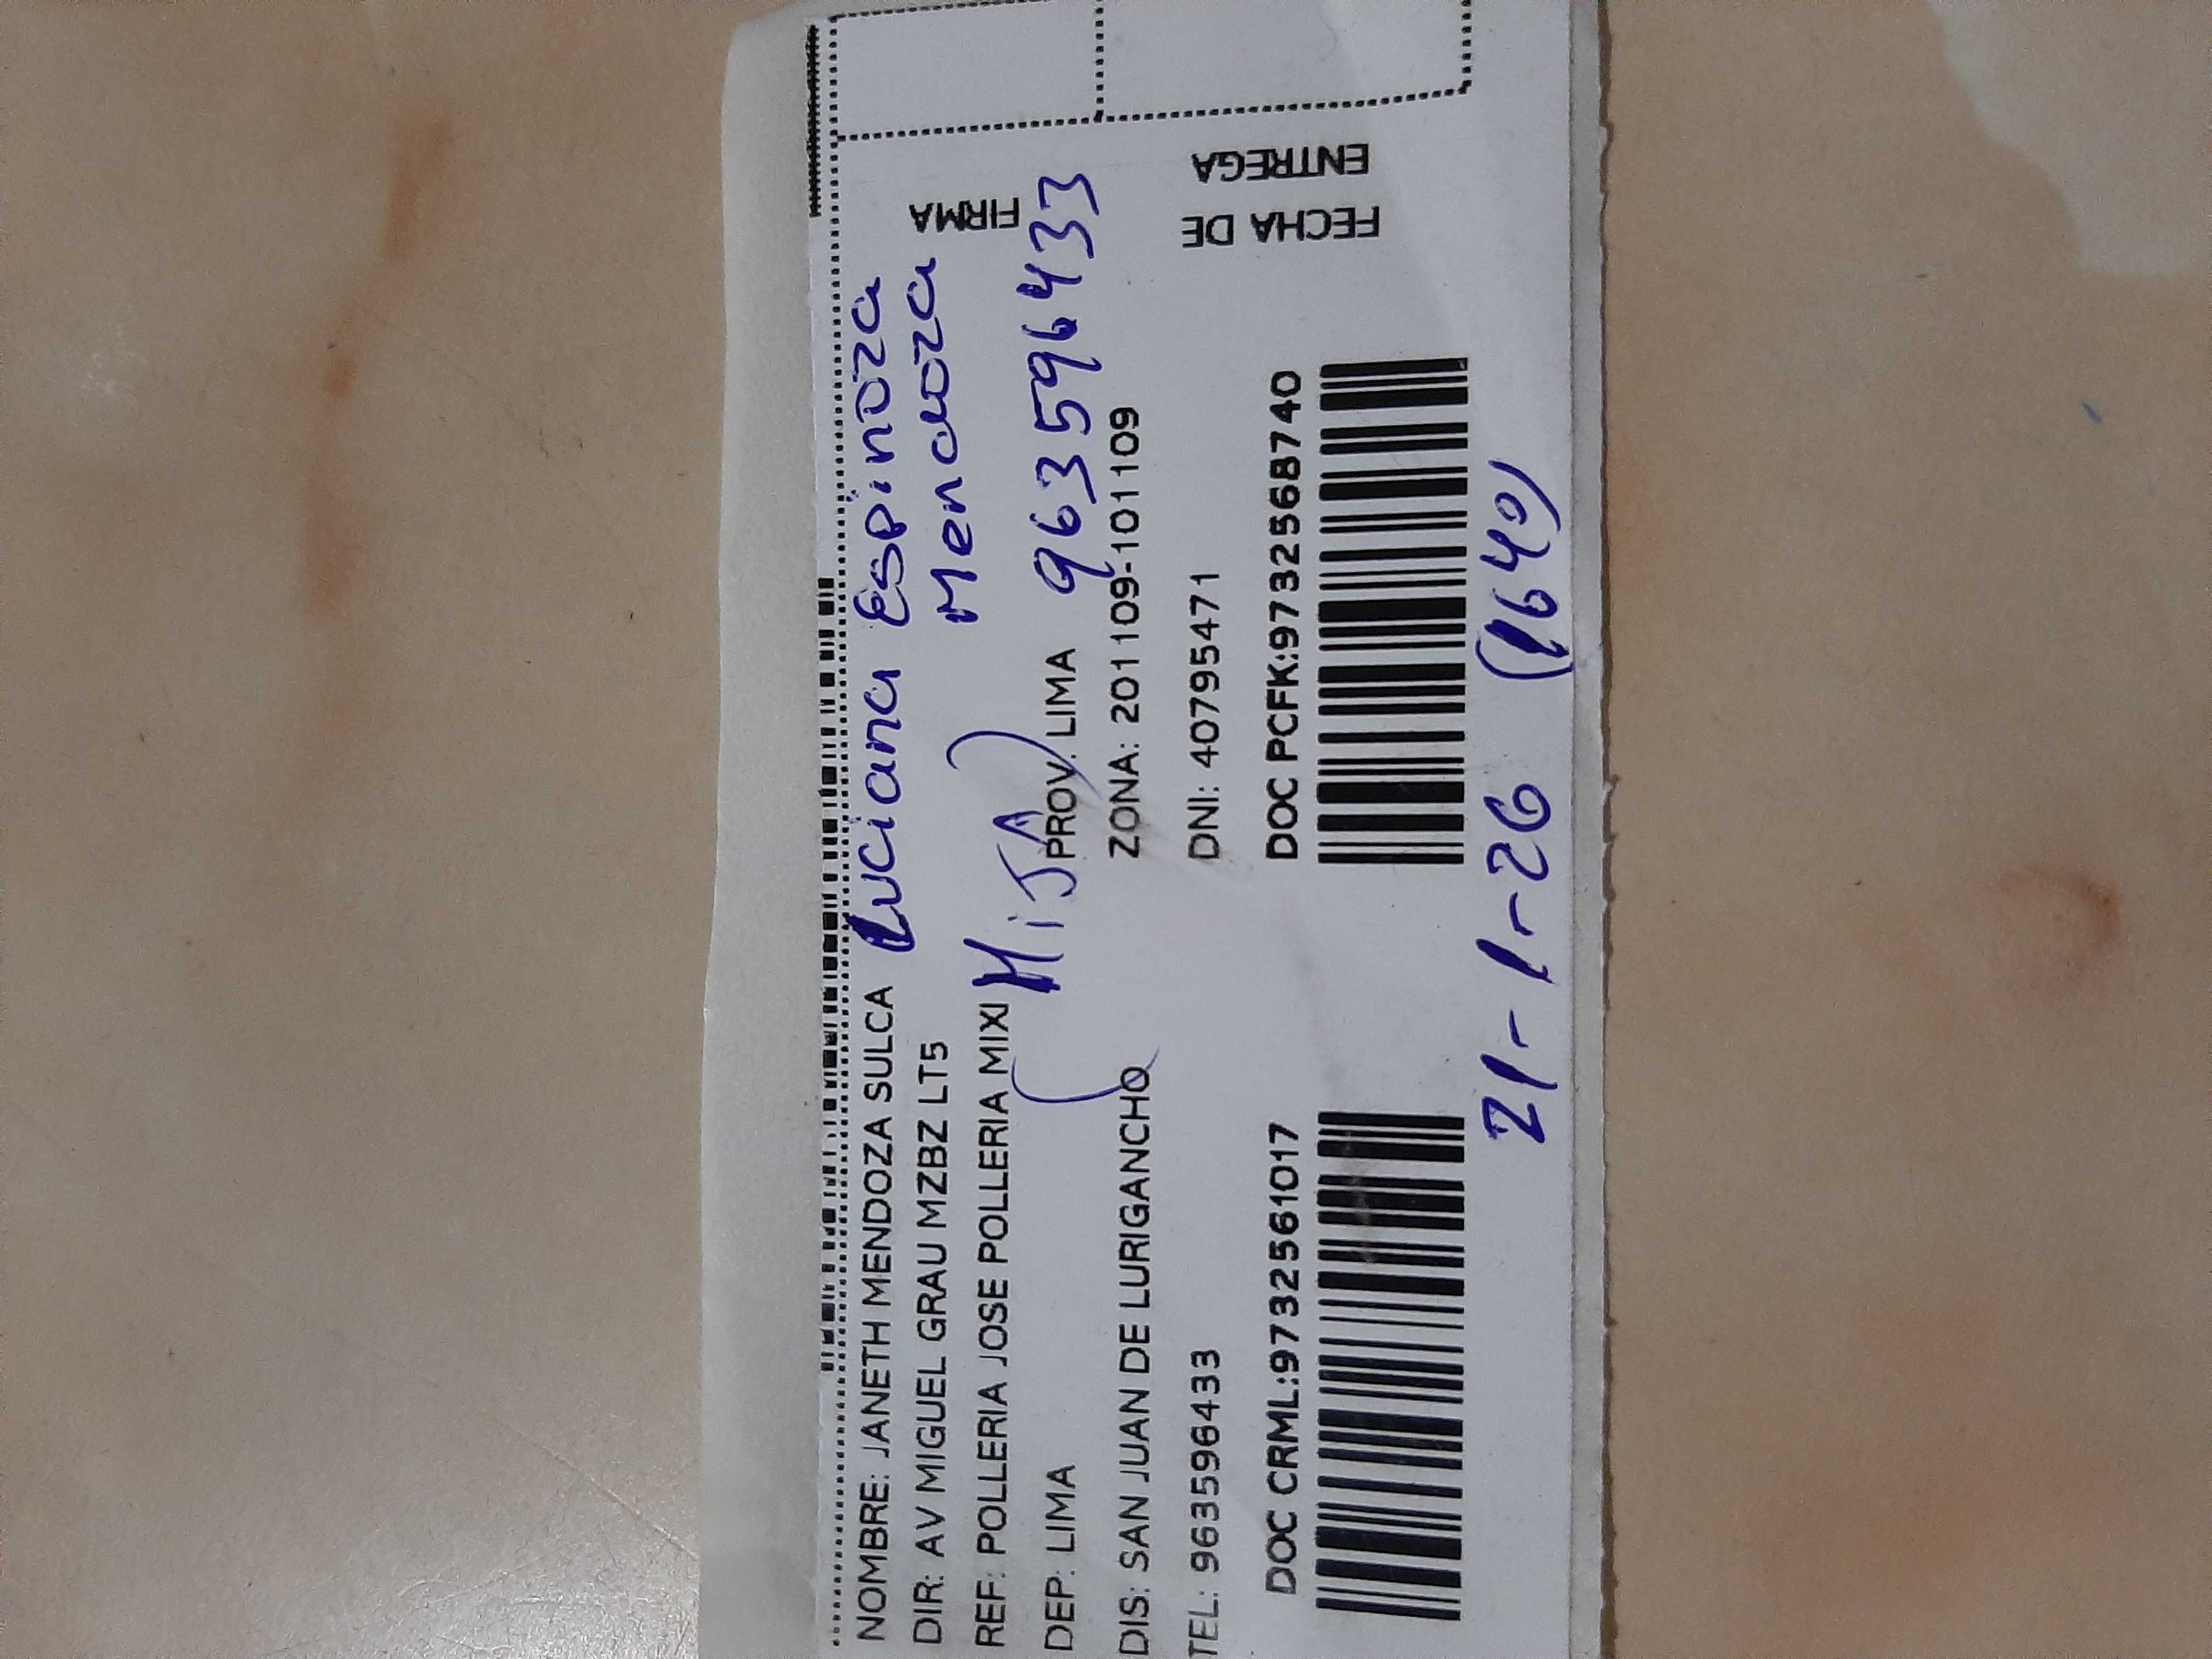 NOMBRE: JANETH MENDOZA SULCA Luciana Espinoza
Mendoza
DIR: AV MIGUEL GRAU MZBZ LT5
REF: POLLERIA JOSE POLLERIA MIXI
(HiJA)
DEP: LIMA PROV: LIMA 963596433
DIS: SAN JUAN DE LURIGANCHO ZONA: 201109-101109
TEL: 963596433 DNI: 40795471
DOC CRML:9732561017 DOC PCFK:9732568740
21-1-26 (1640)
FIRMA
FECHA DE
ENTREGA